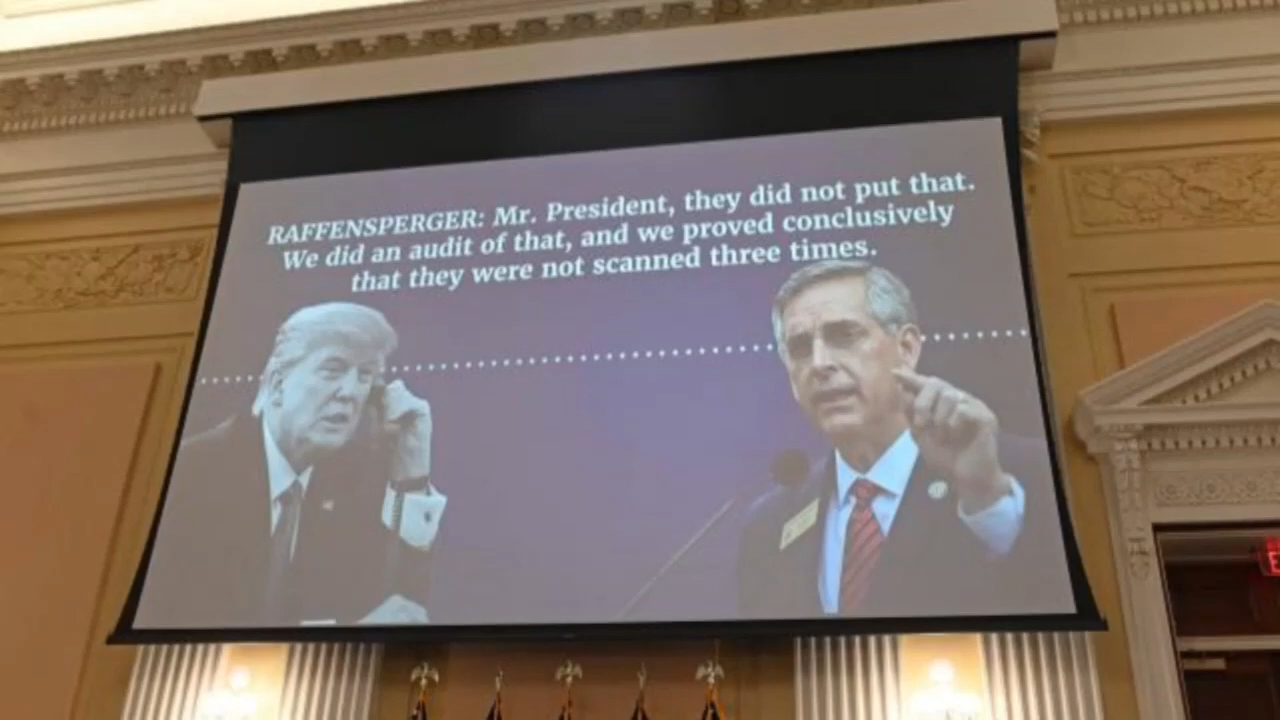 RAFFENSPERGER: Mr. President, they did not put that.
We did an audit of that, and we proved conclusively
that they were not scanned three times.